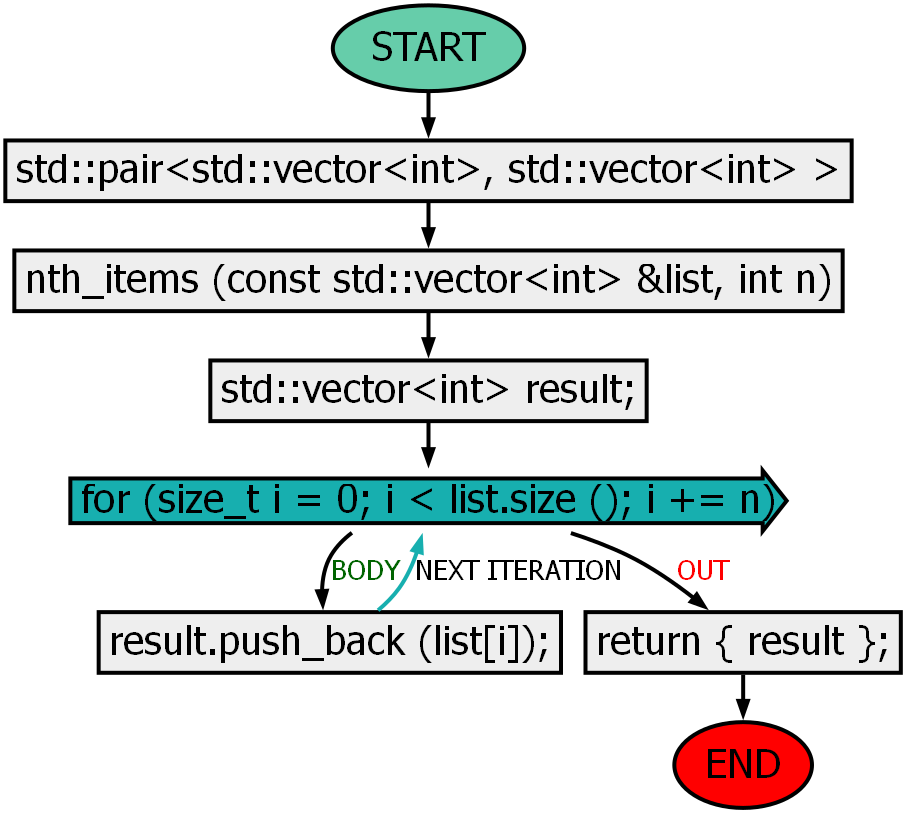 START
std::pair<std::vector<int>, std::vector<int> >
nth_items (const std::vector<int> &list, int n)
std::vector<int> result;
for (size_t i = 0; i < list.size (); i += n)
BODY
NEXT ITERATION
OUT
result.push_back (list[i]);
return { result };
END